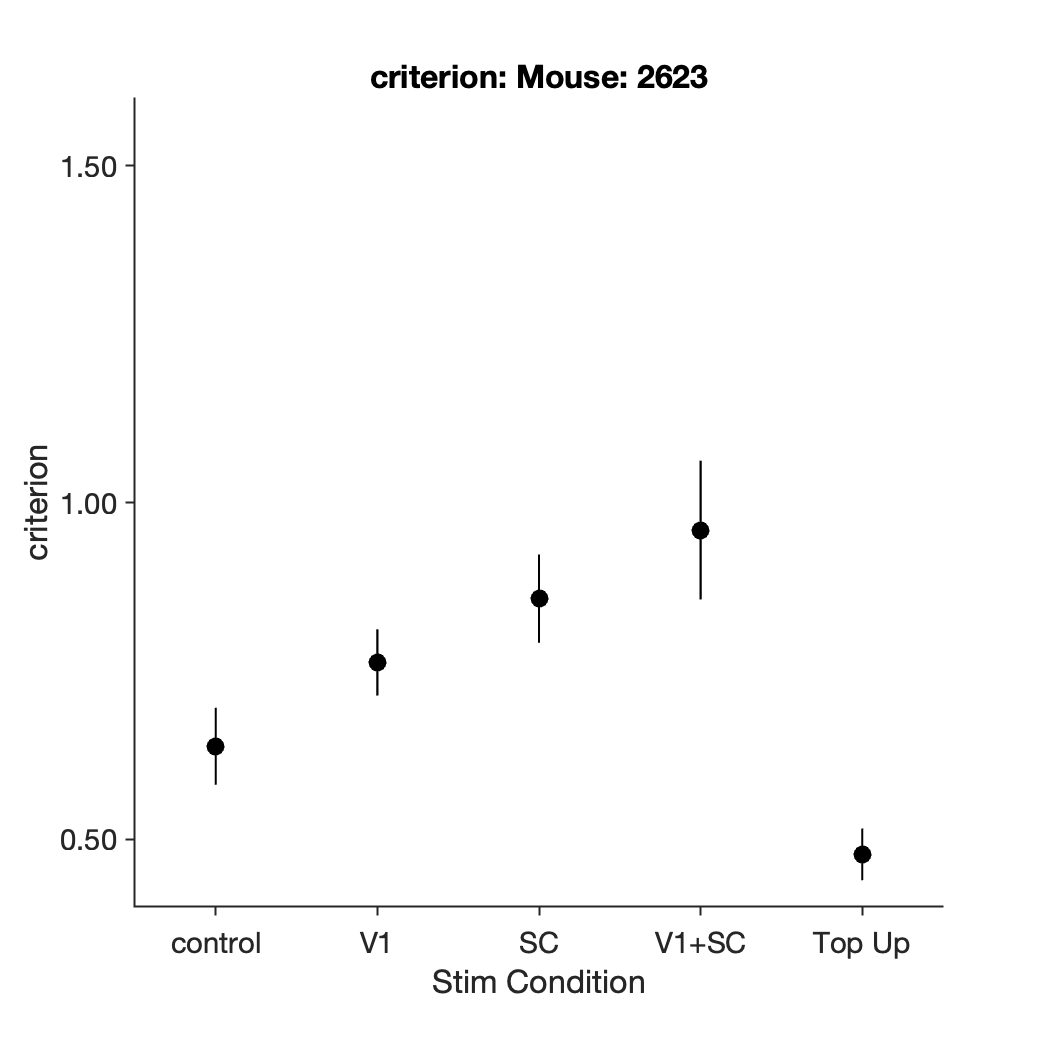 criterion: Mouse: 2623
criterion
1.50
1.00
0.50
control V1 SC V1+SC Top Up
Stim Condition